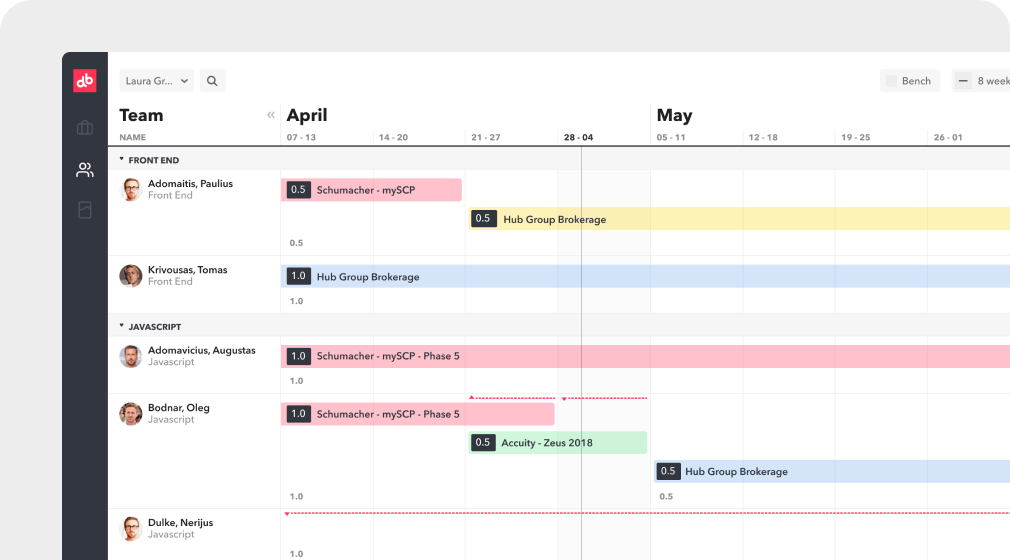 db
Laura Gr...
Bench
8 week
Team « April May
NAME 07 - 13 14 - 20 21 - 27 28 - 04 05 - 11 12 - 18 19 - 25 26 - 01
FRONT END
Adomaitis, Paulius
Front End
0.5 Schumacher - mySCP
0.5 Hub Group Brokerage
0.5
Krivousas, Tomas
Front End
1.0 Hub Group Brokerage
1.0
JAVASCRIPT
Adomavicius, Augustas
Javascript
1.0 Schumacher - mySCP - Phase 5
1.0
Bodnar, Oleg
Javascript
1.0 Schumacher - mySCP - Phase 5
0.5 Accuity - Zeus 2018
0.5 Hub Group Brokerage
1.0 0.5
Dulke, Nerijus
Javascript
1.0